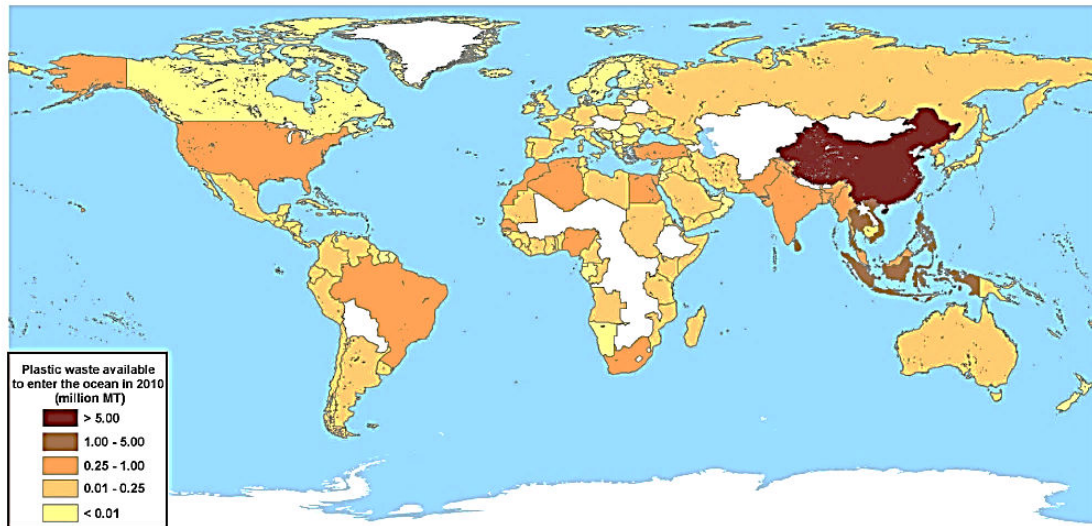 Plastic waste available
to enter the ocean in 2010
(million MT)
> 5.00
1.00 - 5.00
0.25 - 1.00
0.01 - 0.25
< 0.01